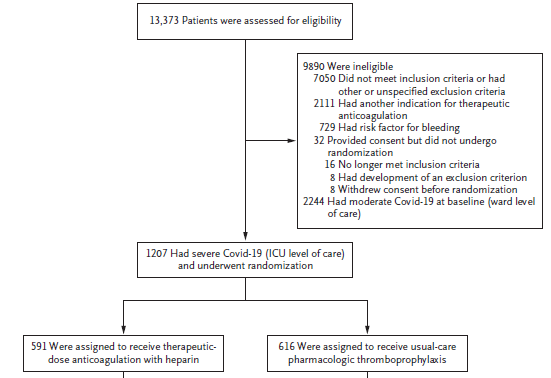 13,373 Patients were assessed for eligibility
9890 Were ineligible
7050 Did not meet inclusion criteria or had
other or unspecified exclusion criteria
2111 Had another indication for therapeutic
anticoagulation
729 Had risk factor for bleeding
32 Provided consent but did not undergo
randomization
16 No longer met inclusion criteria
8 Had development of an exclusion criterion
8 Withdrew consent before randomization
2244 Had moderate Covid-19 at baseline (ward level
of care)
1207 Had severe Covid-19 (ICU level of care)
and underwent randomization
591 Were assigned to receive therapeutic-
dose anticoagulation with heparin
616 Were assigned to receive usual-care
pharmacologic thromboprophylaxis